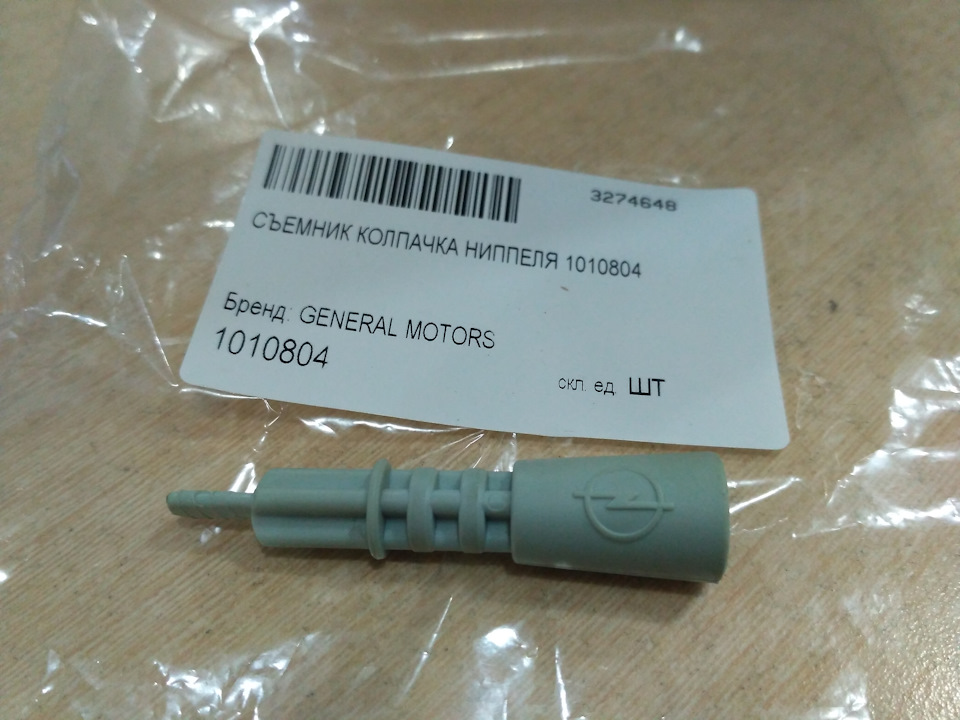 3274648
СЪЕМНИК КОЛПАЧКА НИППЕЛЯ 1010804
Бренд: GENERAL MOTORS
1010804
скл. ед. ШТ